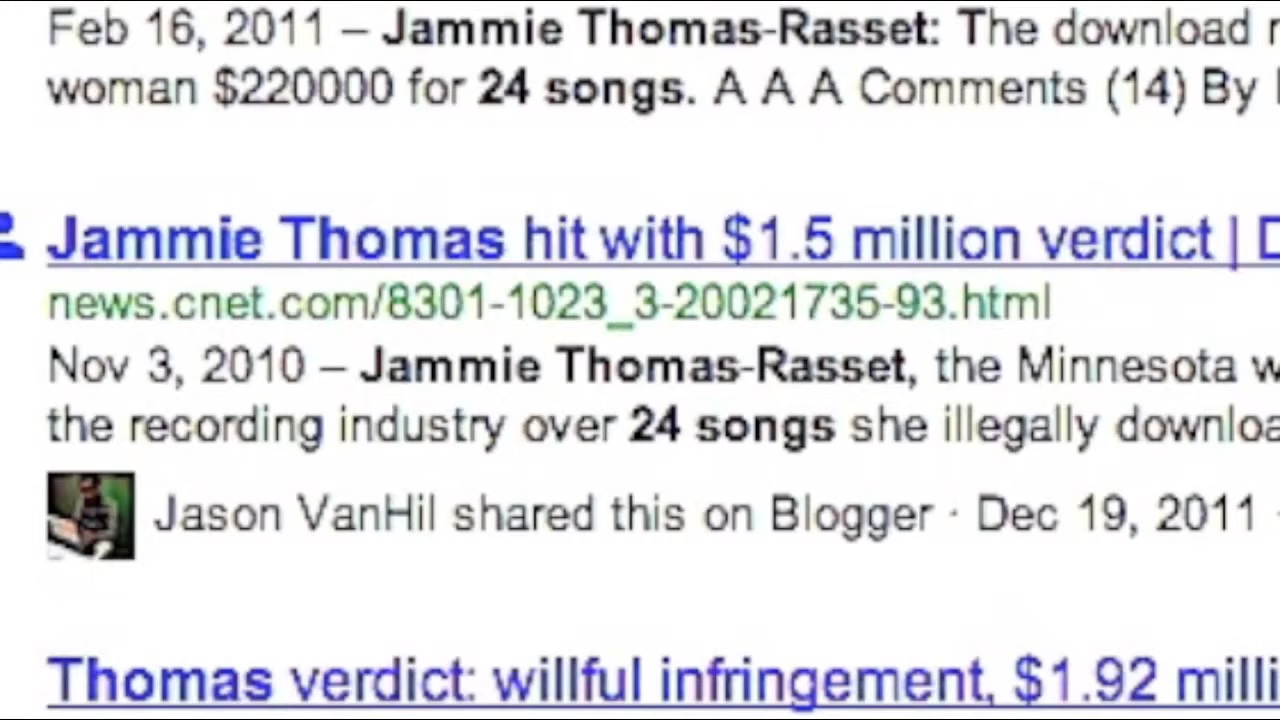 Feb 16, 2011 – Jammie Thomas-Rasset: The download
woman $220000 for 24 songs. A A A Comments (14) By
Jammie Thomas hit with $1.5 million verdict |
news.cnet.com/8301-1023_3-20021735-93.html
Nov 3, 2010 – Jammie Thomas-Rasset, the Minnesota
the recording industry over 24 songs she illegally
Jason VanHil shared this on Blogger · Dec 19, 2011
Thomas verdict: willful infringement, $1.92